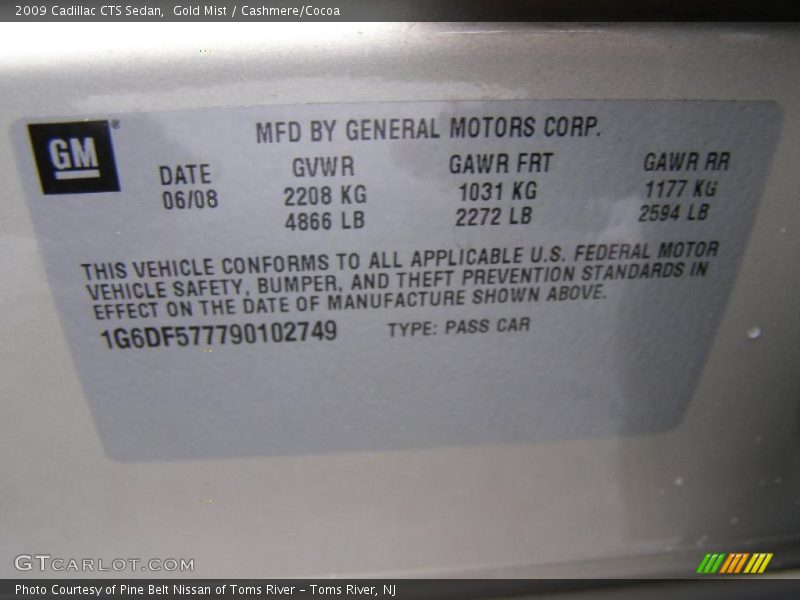 2009 Cadillac CTS Sedan, Gold Mist / Cashmere/Cocoa
GM®
MFD BY GENERAL MOTORS CORP.
DATE GVWR GAWR FRT GAWR RR
06/08 2208 KG 1031 KG 1177 KG
4866 LB 2272 LB 2594 LB
THIS VEHICLE CONFORMS TO ALL APPLICABLE U.S. FEDERAL MOTOR
VEHICLE SAFETY, BUMPER, AND THEFT PREVENTION STANDARDS IN
EFFECT ON THE DATE OF MANUFACTURE SHOWN ABOVE.
1G6DF577790102749 TYPE: PASS CAR
GTCARLOT.COM
Photo Courtesy of Pine Belt Nissan of Toms River – Toms River, NJ